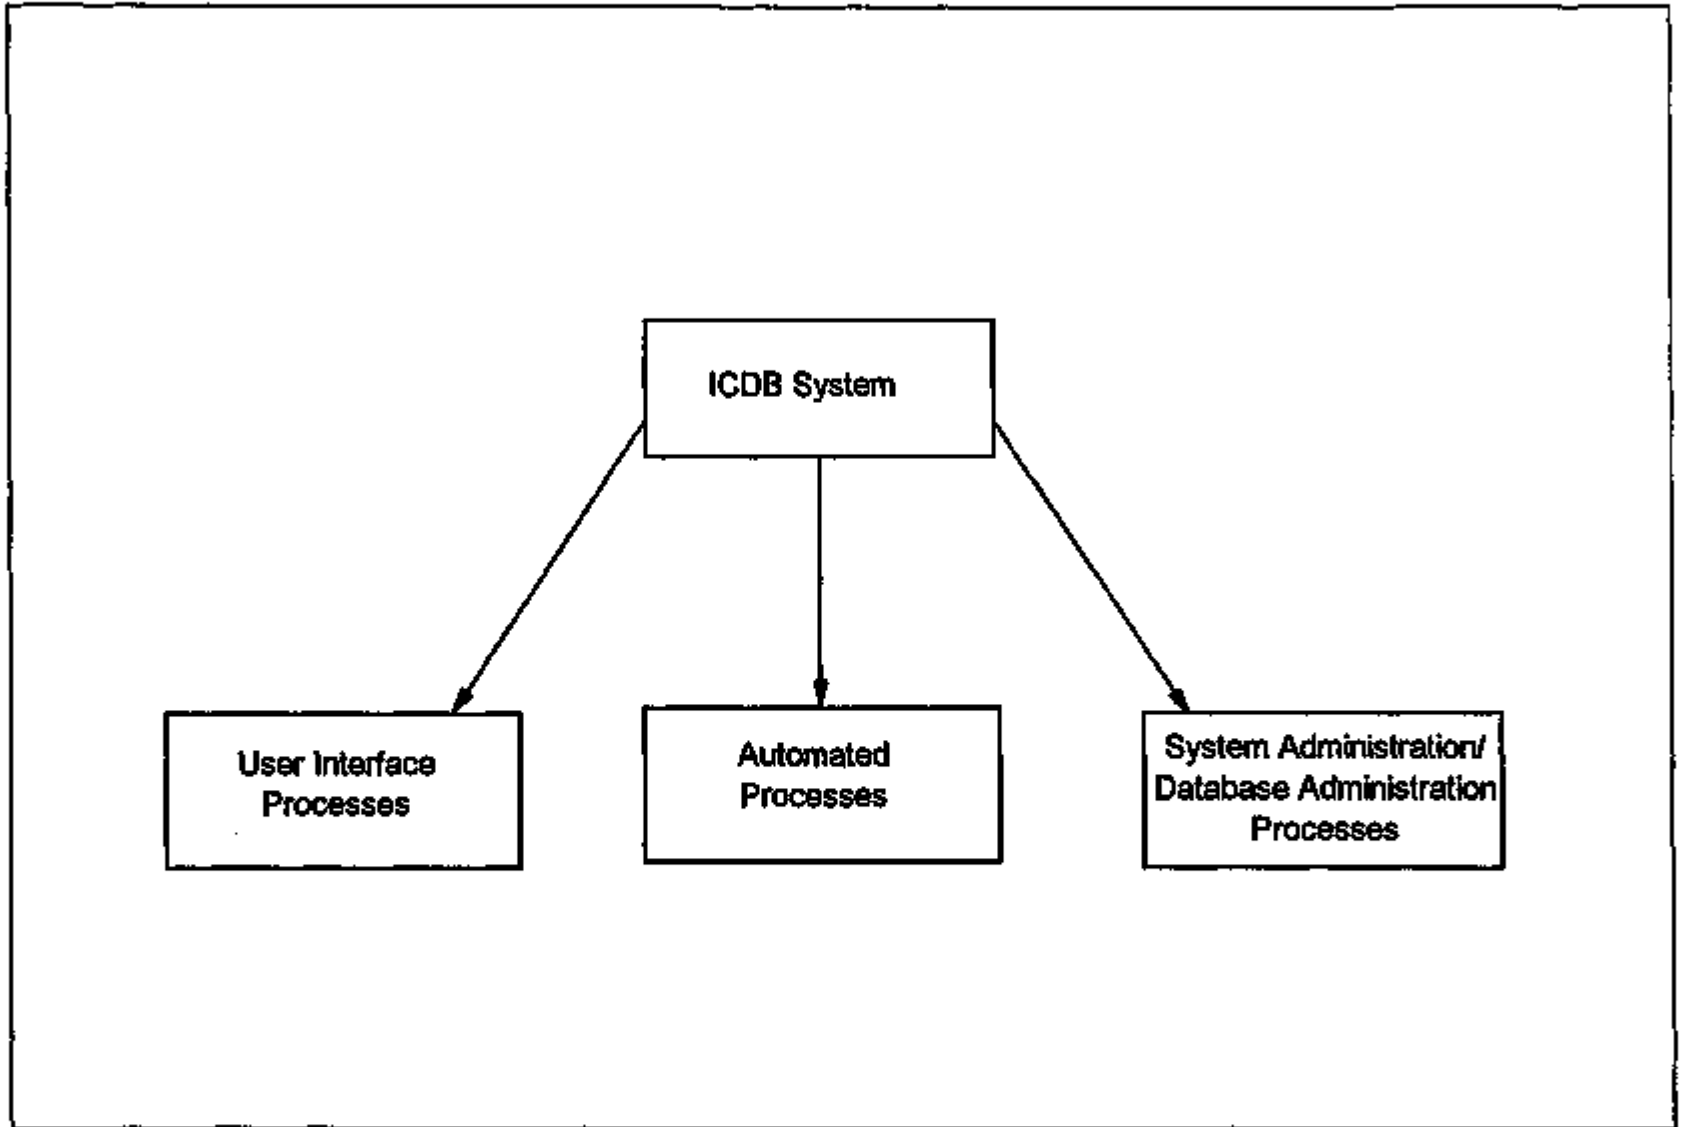 ICDB System
User Interface
Processes
Automated
Processes
System Administration/
Database Administration
Processes